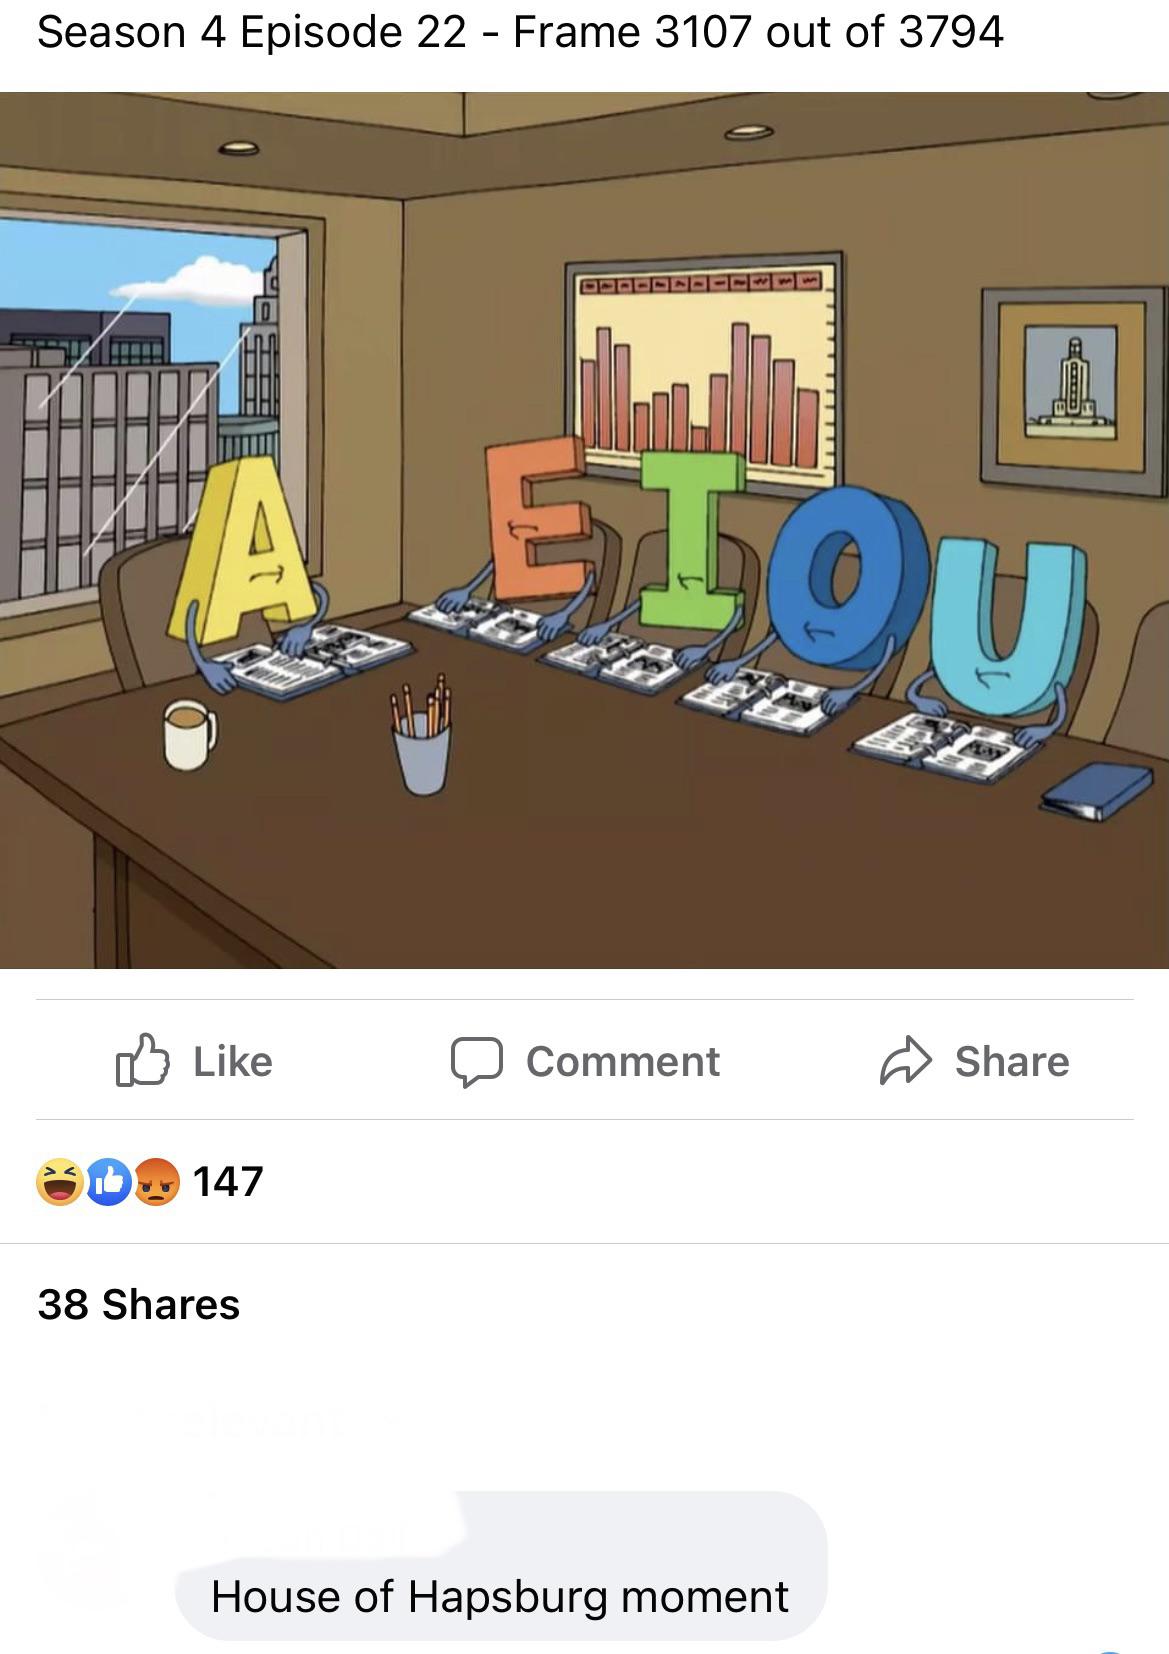 Season 4 Episode 22 - Frame 3107 out of 3794
A E I O U
Like Comment Share
147
38 Shares
House of Hapsburg moment